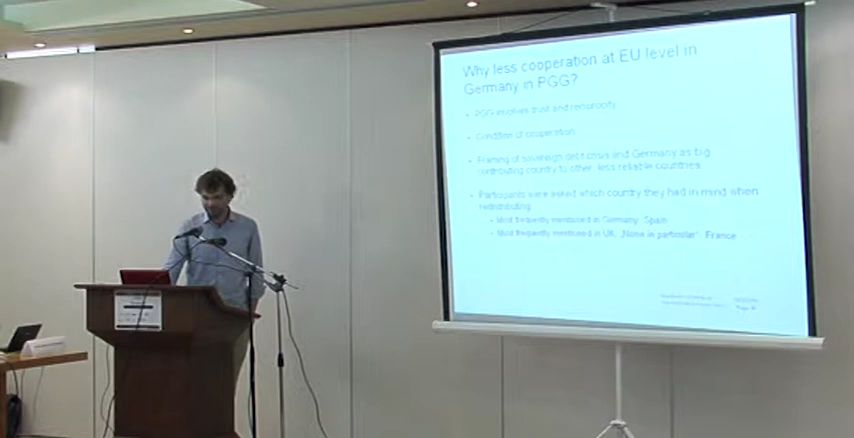 Why less cooperation at EU level in
Germany in PGG?
• PGG involves trust and reciprocity
• Condition of cooperation
• Framing of sovereign debt crisis and Germany as big
contributing country to other, less reliable countries
• Participants were asked which country they had in mind when
redistributing
• Most frequently mentioned in Germany: Spain
• Most frequently mentioned in UK: „None in particular", France
Page